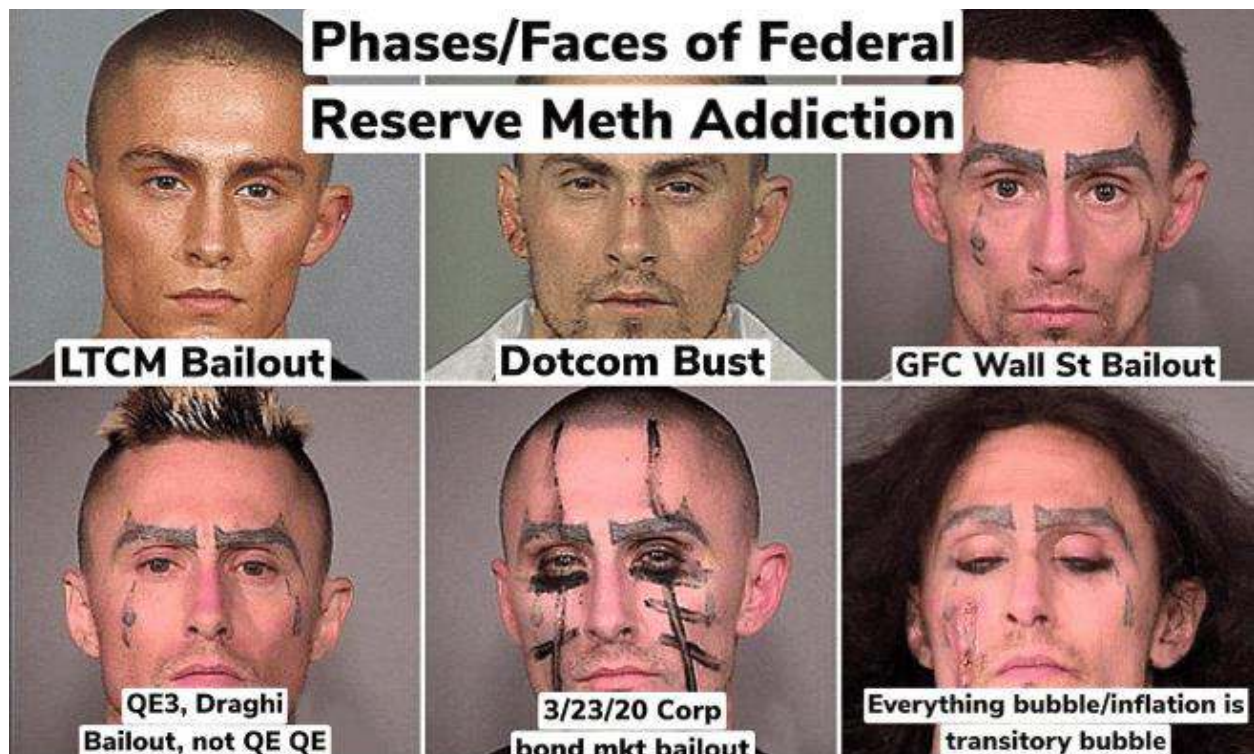 Phases/Faces of Federal
Reserve Meth Addiction
LTCM Bailout
Dotcom Bust
GFC Wall St Bailout
QE3, Draghi
Bailout, not QE QE
3/23/20 Corp
bond mkt bailout
Everything bubble/inflation is
transitory bubble